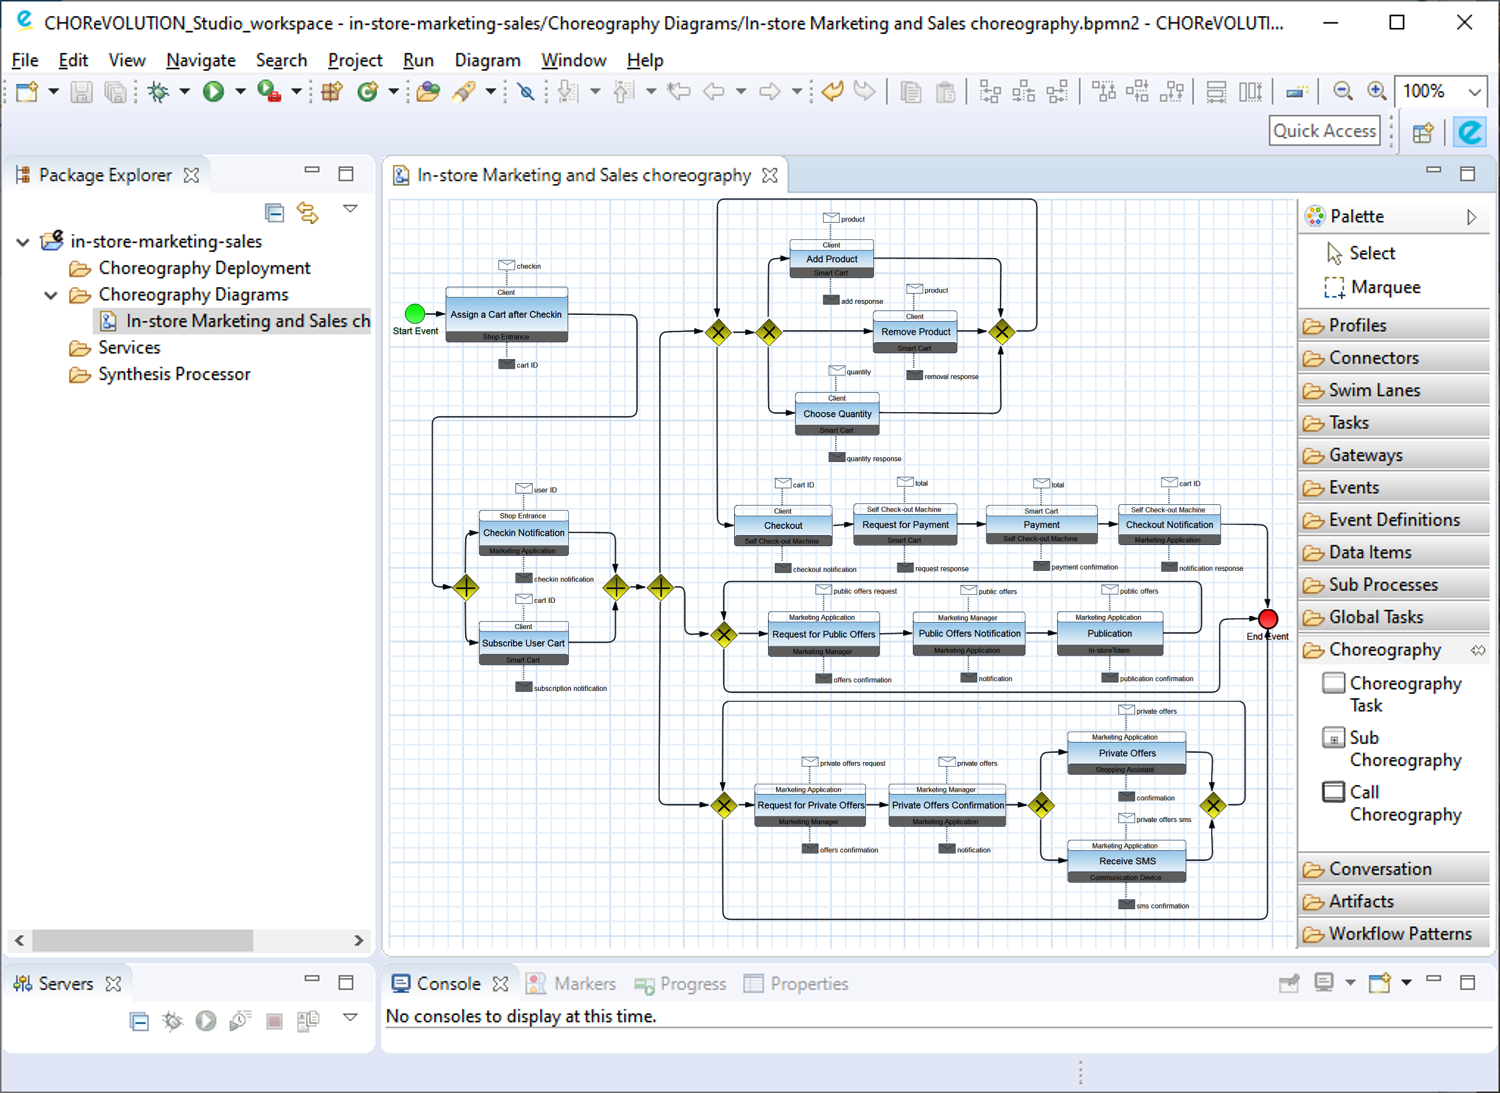 CHOReVOLUTION_Studio_workspace - in-store-marketing-sales/Choreography Diagrams/In-store Marketing and Sales choreography.bpmn2 - CHOReVOLUTI...
File Edit View Navigate Search Project Run Diagram Window Help
100%
Quick Access
Package Explorer
in-store-marketing-sales
Choreography Deployment
Choreography Diagrams
In-store Marketing and Sales ch
Services
Synthesis Processor
In-store Marketing and Sales choreography
Start Event
checkin
Client
Assign a Cart after Checkin
Shop Entrance
cart ID
product
Client
Add Product
Smart Cart
add response
product
Client
Remove Product
Smart Cart
removal response
quantity
Client
Choose Quantity
Smart Cart
quantity response
user ID
Shop Entrance
Checkin Notification
Marketing Application
checkin notification
cart ID
Client
Subscribe User Cart
Smart Cart
subscription notification
cart ID
Client
Checkout
Self Check-out Machine
checkout notification
total
Self Check-out Machine
Request for Payment
Smart Cart
request response
total
Smart Cart
Payment
Self Check-out Machine
payment confirmation
cart ID
Self Check-out Machine
Checkout Notification
Marketing Application
notification response
public offers request
Marketing Application
Request for Public Offers
Marketing Manager
offers confirmation
public offers
Marketing Manager
Public Offers Notification
Marketing Application
notification
public offers
Marketing Application
Publication
In-storeTotem
publication confirmation
End Event
private offers request
Marketing Application
Request for Private Offers
Marketing Manager
offers confirmation
private offers
Marketing Manager
Private Offers Confirmation
Marketing Application
notification
private offers
Marketing Application
Private Offers
Shopping Assistant
confirmation
private offers sms
Marketing Application
Receive SMS
Communication Device
sms confirmation
Palette
Select
Marquee
Profiles
Connectors
Swim Lanes
Tasks
Gateways
Events
Event Definitions
Data Items
Sub Processes
Global Tasks
Choreography
Choreography
Task
Sub
Choreography
Call
Choreography
Conversation
Artifacts
Workflow Patterns
Servers
Console Markers Progress Properties
No consoles to display at this time.